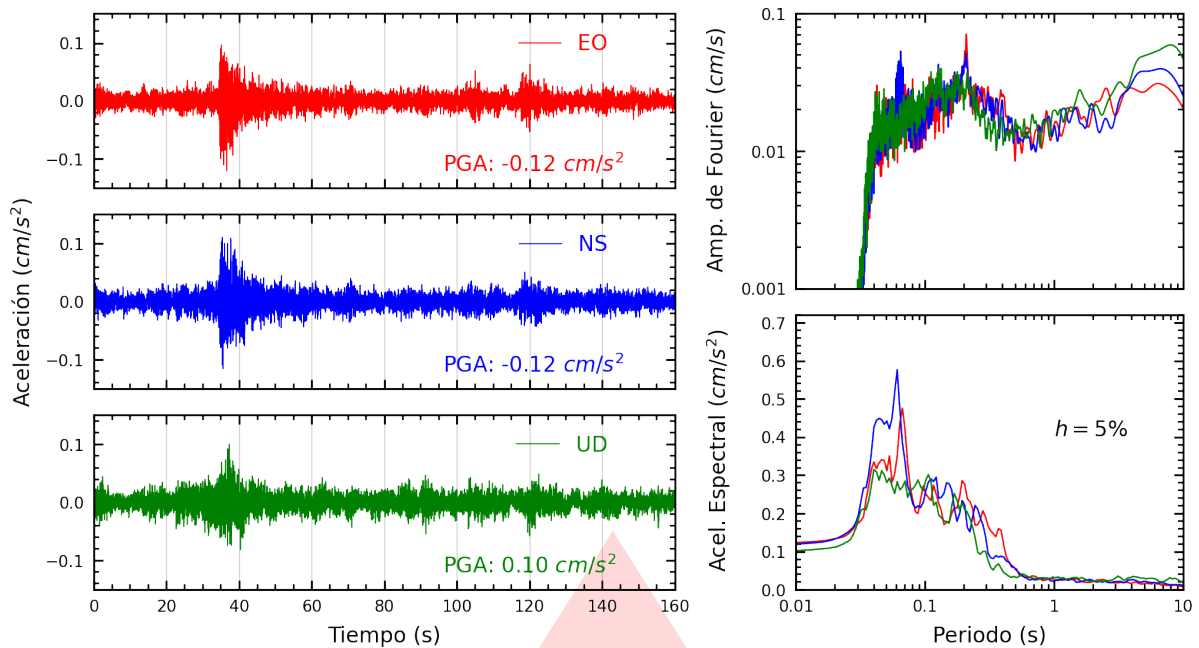 Aceleración (cm/s²)
0.1
0.0
−0.1
EO
PGA: -0.12 cm/s²
0.1
0.0
−0.1
NS
PGA: -0.12 cm/s²
0.1
0.0
−0.1
UD
PGA: 0.10 cm/s²
0 20 40 60 80 100 120 140 160
Tiempo (s)
Amp. de Fourier (cm/s)
0.1
0.01
0.001
Acel. Espectral (cm/s²)
0.7
0.6
0.5
0.4
0.3
0.2
0.1
0.0
h = 5%
0.01 0.1 1 10
Periodo (s)